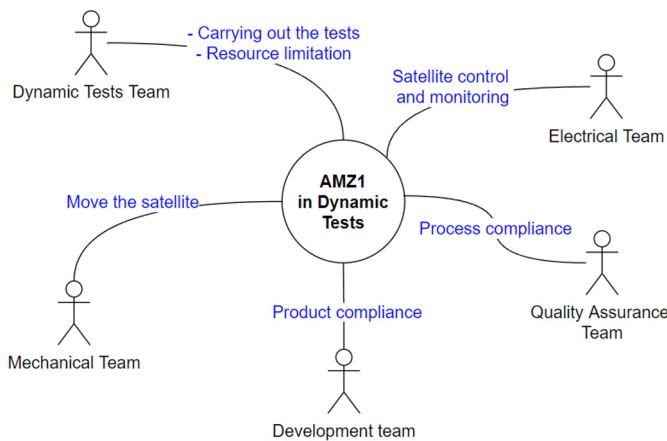 - Carrying out the tests
- Resource limitation
Dynamic Tests Team
Satellite control
and monitoring
Electrical Team
AMZ1
in Dynamic
Tests
Move the satellite
Process compliance
Mechanical Team
Product compliance
Quality Assurance
Team
Development team